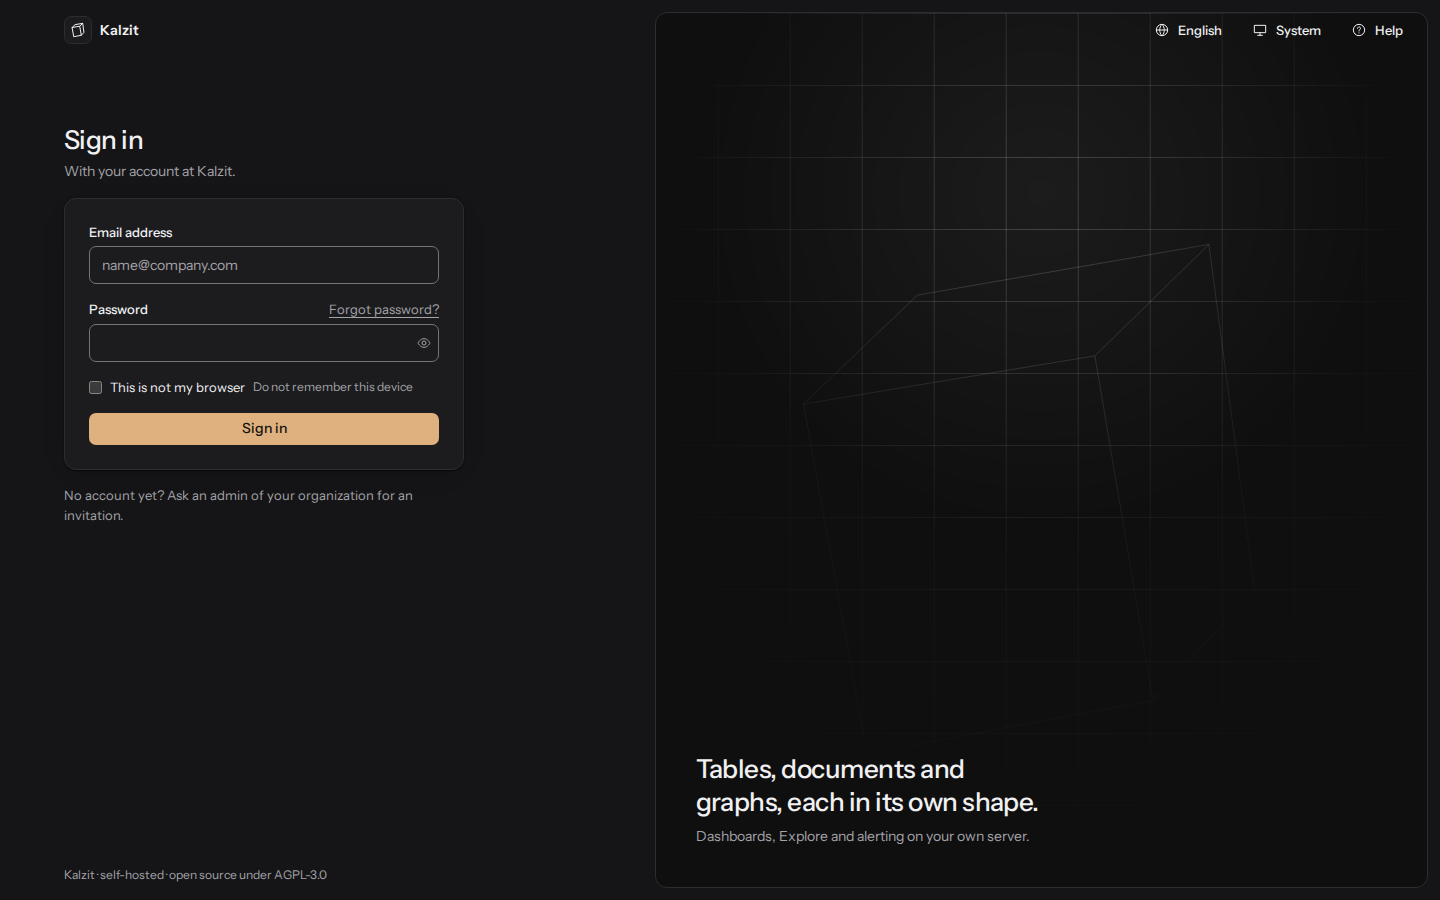 Kalzit
English
System
Help
Sign in
With your account at Kalzit.
Email address
name@company.com
Password
Forgot password?
This is not my browser Do not remember this device
Sign in
No account yet? Ask an admin of your organization for an
invitation.
Tables, documents and
graphs, each in its own shape.
Dashboards, Explore and alerting on your own server.
Kalzit · self-hosted · open source under AGPL-3.0